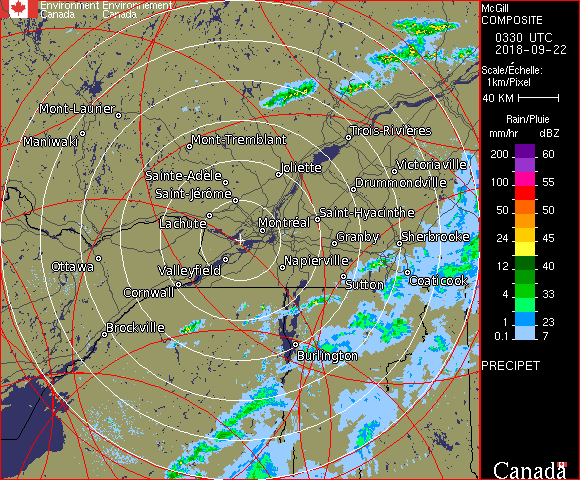 Environment Environnement
Canada Canada
McGill
COMPOSITE
0330 UTC
2018-09-22
Scale/Échelle:
1km/Pixel
40 KM
Rain/Pluie
mm/hr dBZ
200 60
150 57
100 55
50 50
24 45
12 40
4 33
2 23
0.1 7
PRECIPET
Canada
Mont-Laurier
Maniwaki
Mont-Tremblant
Trois-Rivières
Sainte-Adèle
Joliette
Victoriaville
Saint-Jérôme
Drummondville
Lachute
Montréal
Saint-Hyacinthe
Granby
Sherbrooke
Ottawa
Valleyfield
Napierville
Cornwall
Sutton
Coaticook
Brockville
Burlington